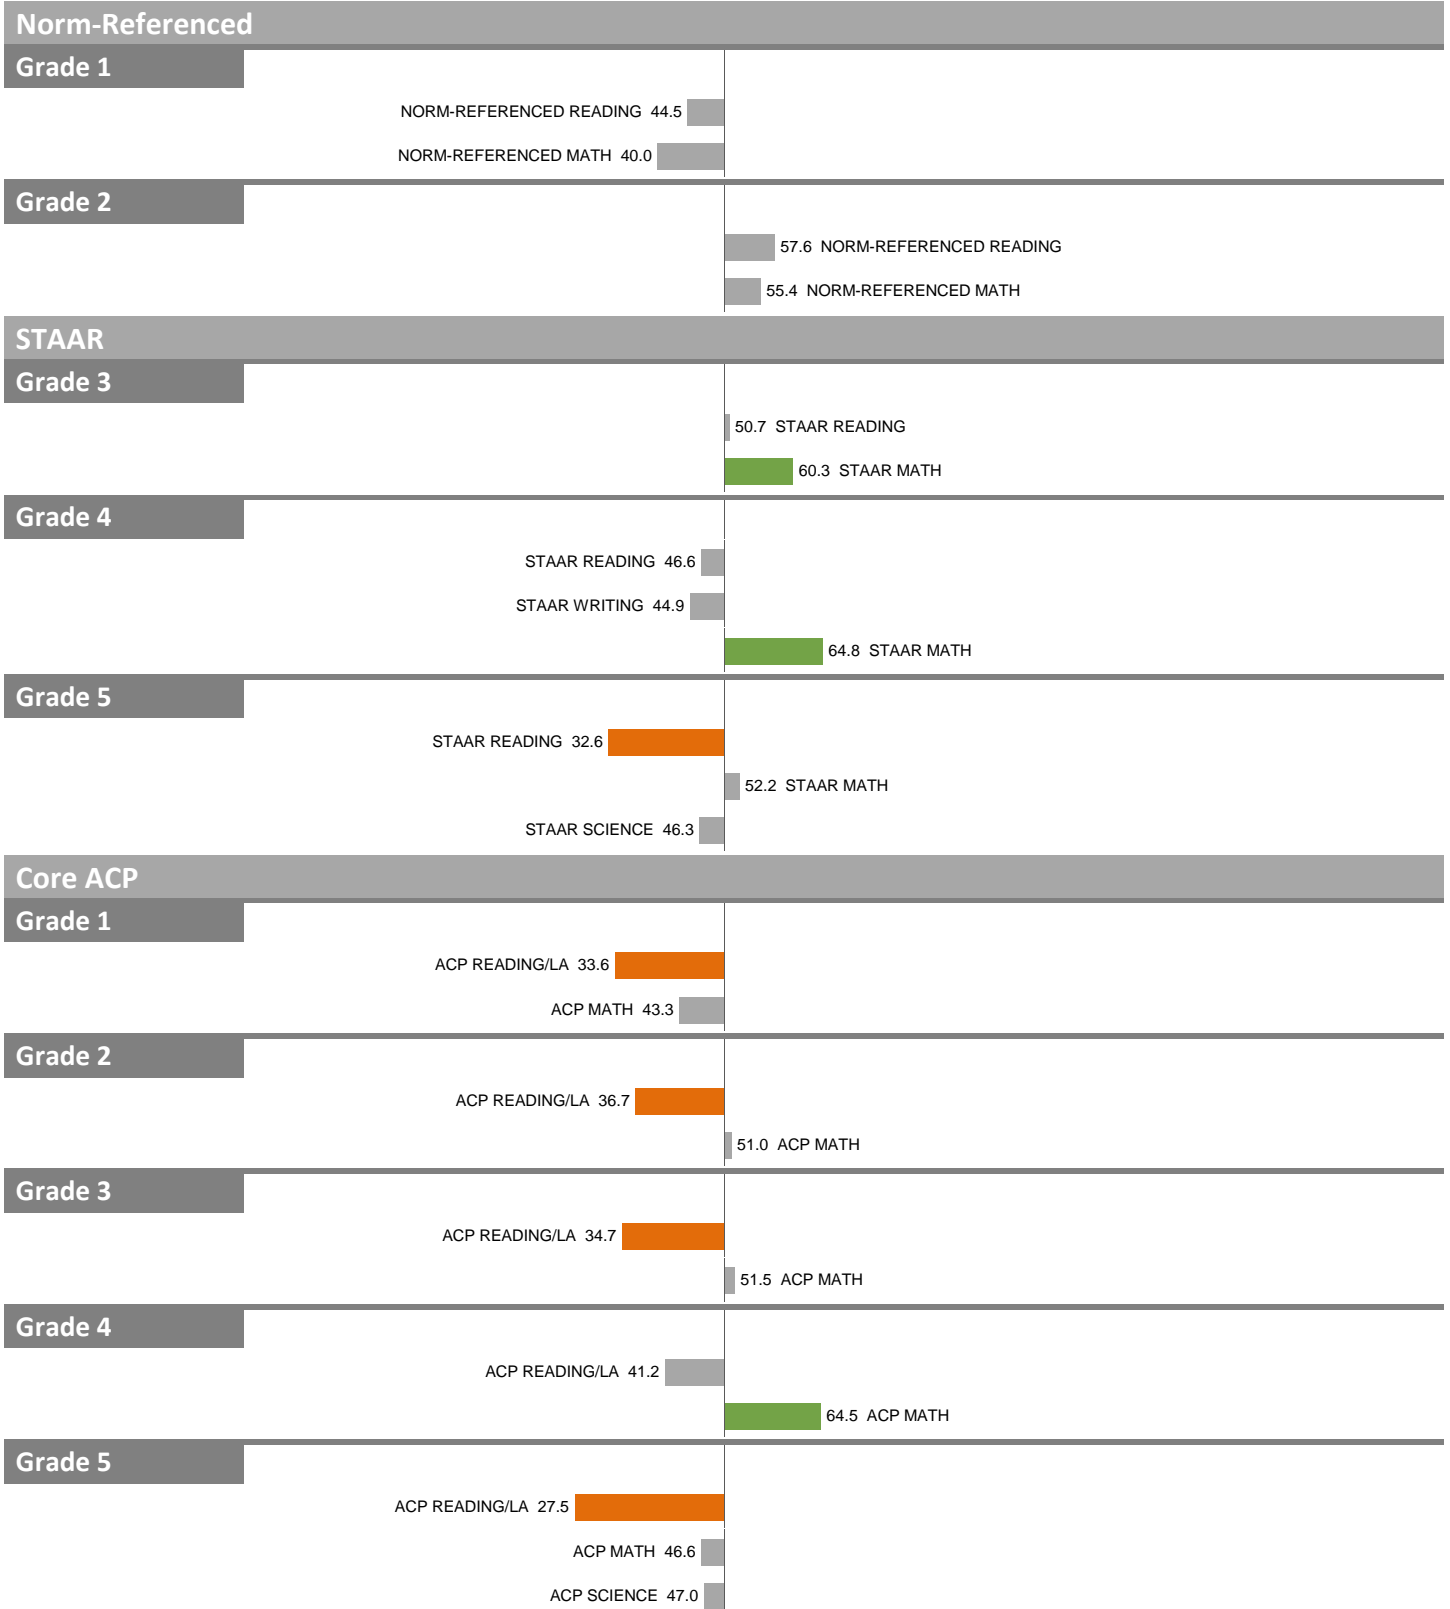 Norm-Referenced
Grade 1
NORM-REFERENCED READING 44.5
NORM-REFERENCED MATH 40.0
Grade 2
57.6 NORM-REFERENCED READING
55.4 NORM-REFERENCED MATH
STAAR
Grade 3
50.7 STAAR READING
60.3 STAAR MATH
Grade 4
STAAR READING 46.6
STAAR WRITING 44.9
64.8 STAAR MATH
Grade 5
STAAR READING 32.6
52.2 STAAR MATH
STAAR SCIENCE 46.3
Core ACP
Grade 1
ACP READING/LA 33.6
ACP MATH 43.3
Grade 2
ACP READING/LA 36.7
51.0 ACP MATH
Grade 3
ACP READING/LA 34.7
51.5 ACP MATH
Grade 4
ACP READING/LA 41.2
64.5 ACP MATH
Grade 5
ACP READING/LA 27.5
ACP MATH 46.6
ACP SCIENCE 47.0